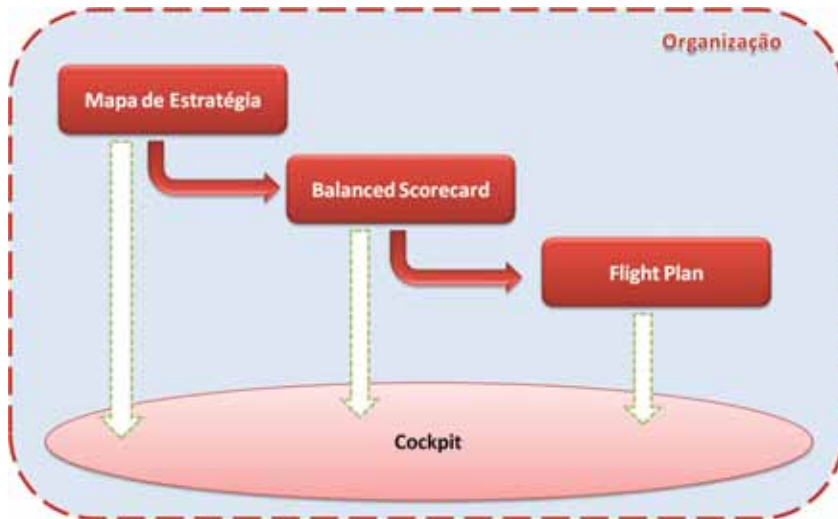 Organização
Mapa de Estratégia
Balanced Scorecard
Flight Plan
Cockpit